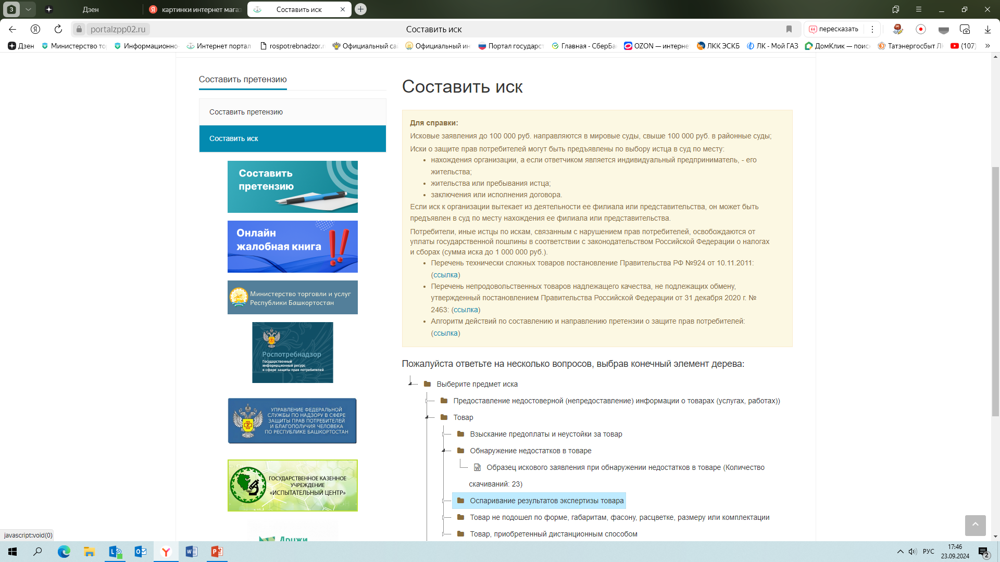 3
Дзен
картинки интернет мага
Составить иск
portalzpp02.ru
Составить иск
пересказать
Дзен
Министерство то
Информационно
Интернет портал
rospotrebnadzor.
Официальный са
Официальный ин
Портал государст
Главная - СберБа
OZON — интерне
ЛКК ЭСКБ
ЛК - Мой ГАЗ
ДомКлик — поис
Татэнергосбыт Л
(107)
Составить претензию
Составить претензию
Составить иск
Составить
претензию
Онлайн
жалобная книга
Министерство торговли и услуг
Республики Башкортостан
Роспотребнадзор
Государственный
информационный ресурс
в сфере защиты прав потребителей
УПРАВЛЕНИЕ ФЕДЕРАЛЬНОЙ
СЛУЖБЫ ПО НАДЗОРУ В СФЕРЕ
ЗАЩИТЫ ПРАВ ПОТРЕБИТЕЛЕЙ
И БЛАГОПОЛУЧИЯ ЧЕЛОВЕКА
ПО РЕСПУБЛИКЕ БАШКОРТОСТАН
ГОСУДАРСТВЕННОЕ КАЗЕННОЕ
УЧРЕЖДЕНИЕ
«ИСПЫТАТЕЛЬНЫЙ ЦЕНТР»
Составить иск
Для справки:
Исковые заявления до 100 000 руб. направляются в мировые суды, свыше 100 000 руб. в районные суды;
Иски о защите прав потребителей могут быть предъявлены по выбору истца в суд по месту:
• нахождения организации, а если ответчиком является индивидуальный предприниматель, - его
жительства;
• жительства или пребывания истца;
• заключения или исполнения договора.
Если иск к организации вытекает из деятельности ее филиала или представительства, он может быть
предъявлен в суд по месту нахождения ее филиала или представительства.
Потребители, иные истцы по искам, связанным с нарушением прав потребителей, освобождаются от
уплаты государственной пошлины в соответствии с законодательством Российской Федерации о налогах
и сборах (сумма иска до 1 000 000 руб.).
• Перечень технически сложных товаров постановление Правительства РФ №924 от 10.11.2011:
(ссылка)
• Перечень непродовольственных товаров надлежащего качества, не подлежащих обмену,
утвержденный постановлением Правительства Российской Федерации от 31 декабря 2020 г. №
2463: (ссылка)
• Алгоритм действий по составлению и направлению претензии о защите прав потребителей:
(ссылка)
Пожалуйста ответьте на несколько вопросов, выбрав конечный элемент дерева:
Выберите предмет иска
Предоставление недостоверной (непредоставление) информации о товарах (услугах, работах))
Товар
Взыскание предоплаты и неустойки за товар
Обнаружение недостатков в товаре
Образец искового заявления при обнаружении недостатков в товаре (Количество
скачиваний: 23)
Оспаривание результатов экспертизы товара
Товар не подошел по форме, габаритам, фасону, расцветке, размеру или комплектации
Товар, приобретенный дистанционным способом
javascript:void(0)
РУС
17:46
23.09.2024
2